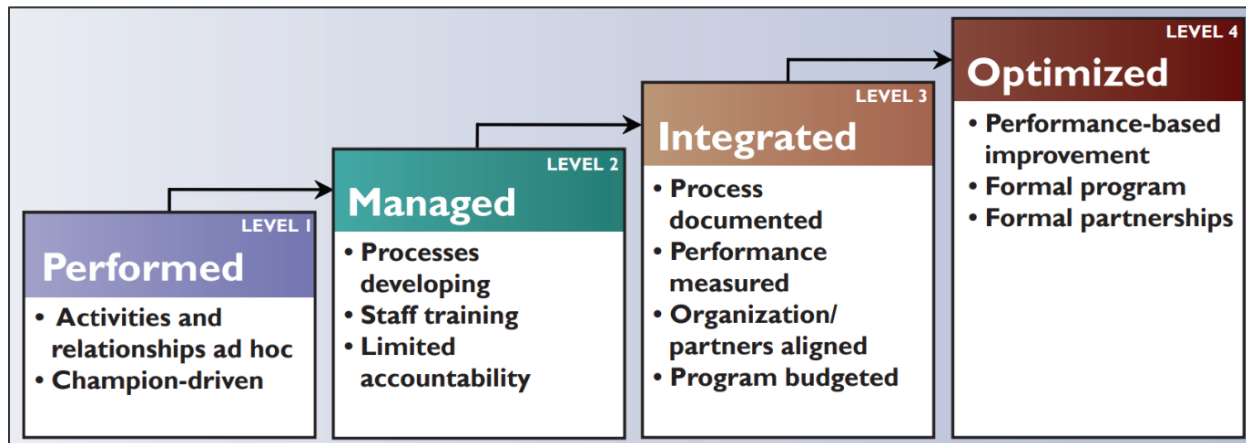 LEVEL 1
Performed
• Activities and
relationships ad hoc
• Champion-driven
LEVEL 2
Managed
• Processes
developing
• Staff training
• Limited
accountability
LEVEL 3
Integrated
• Process
documented
• Performance
measured
• Organization/
partners aligned
• Program budgeted
LEVEL 4
Optimized
• Performance-based
improvement
• Formal program
• Formal partnerships